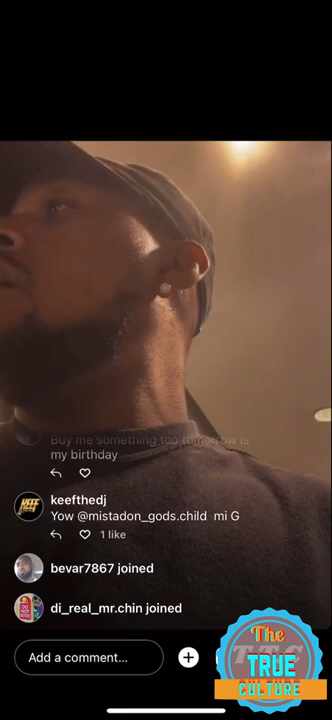 Buy me something too tomorrow is
my birthday
keefthedj
Yow @mistadon_gods.child mi G
1 like
bevar7867 joined
di_real_mr.chin joined
Add a comment...
The
TRUE
CULTURE